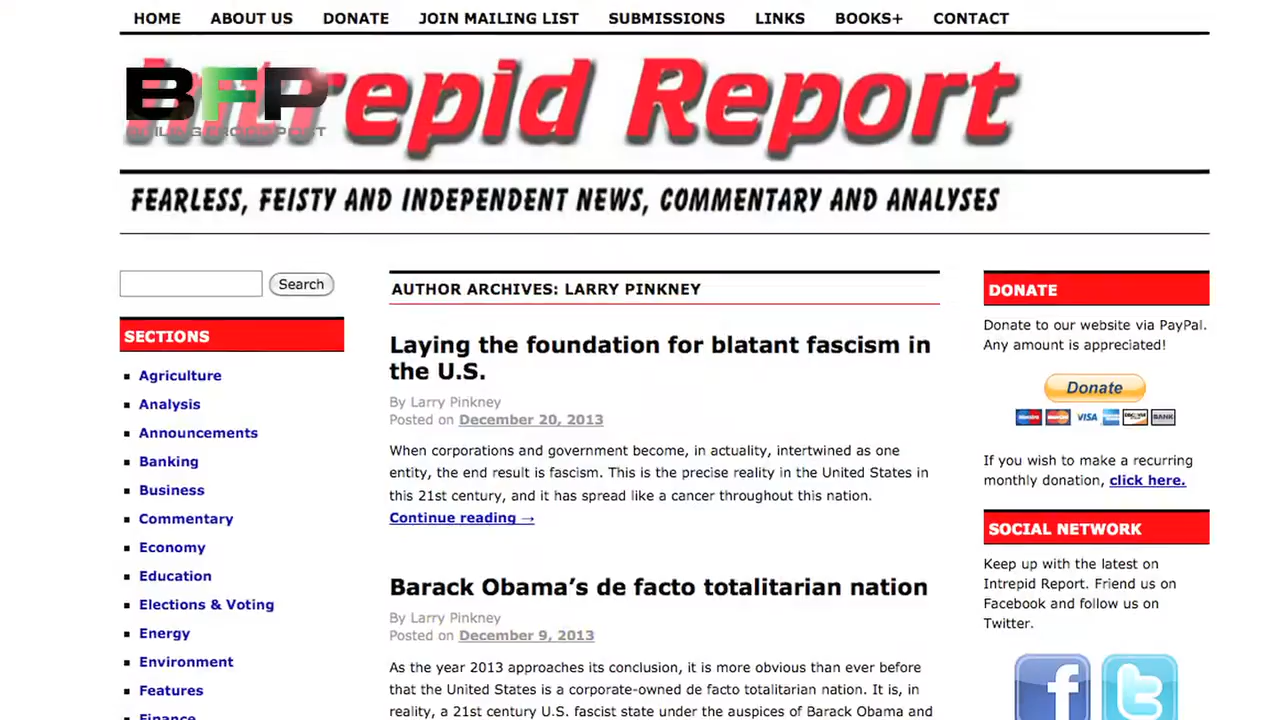 HOME ABOUT US DONATE JOIN MAILING LIST SUBMISSIONS LINKS BOOKS+ CONTACT
Intrepid Report
BFP
BOILING FROGS POST
FEARLESS, FEISTY AND INDEPENDENT NEWS, COMMENTARY AND ANALYSES
Search
SECTIONS
Agriculture
Analysis
Announcements
Banking
Business
Commentary
Economy
Education
Elections & Voting
Energy
Environment
Features
Finance
AUTHOR ARCHIVES: LARRY PINKNEY
Laying the foundation for blatant fascism in
the U.S.
By Larry Pinkney
Posted on December 20, 2013
When corporations and government become, in actuality, intertwined as one
entity, the end result is fascism. This is the precise reality in the United States in
this 21st century, and it has spread like a cancer throughout this nation.
Continue reading →
Barack Obama’s de facto totalitarian nation
By Larry Pinkney
Posted on December 9, 2013
As the year 2013 approaches its conclusion, it is more obvious than ever before
that the United States is a corporate-owned de facto totalitarian nation. It is, in
reality, a 21st century U.S. fascist state under the auspices of Barack Obama and
DONATE
Donate to our website via PayPal.
Any amount is appreciated!
Donate
VISA
BANK
If you wish to make a recurring
monthly donation, click here.
SOCIAL NETWORK
Keep up with the latest on
Intrepid Report. Friend us on
Facebook and follow us on
Twitter.